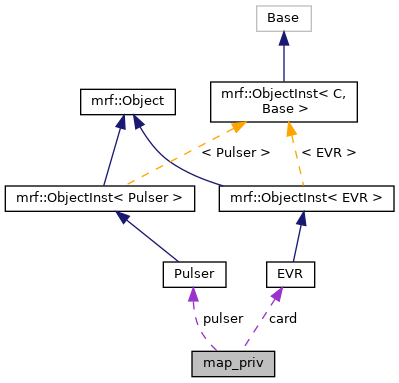 Base
mrf::ObjectInst< C,
Base >
mrf::Object
< Pulser >
< EVR >
mrf::ObjectInst< Pulser >
mrf::ObjectInst< EVR >
Pulser
EVR
pulser
card
map_priv